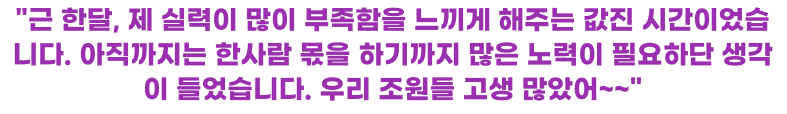 "근 한달, 제 실력이 많이 부족함을 느끼게 해주는 값진 시간이었습
니다. 아직까지는 한사람 몫을 하기까지 많은 노력이 필요하단 생각
이 들었습니다. 우리 조원들 고생 많았어~~"